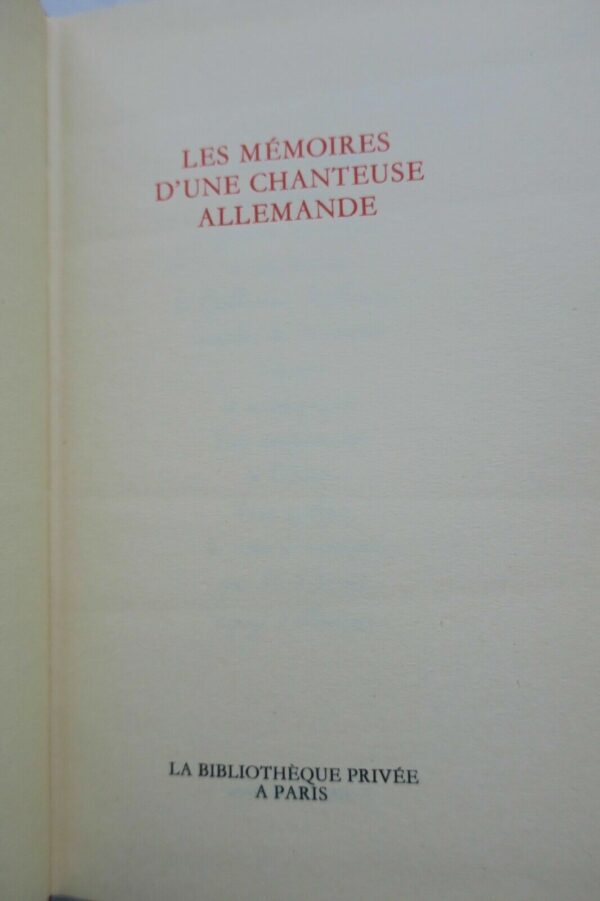 LES MÉMOIRES
D'UNE CHANTEUSE
ALLEMANDE
LA BIBLIOTHÈQUE PRIVÉE
A PARIS